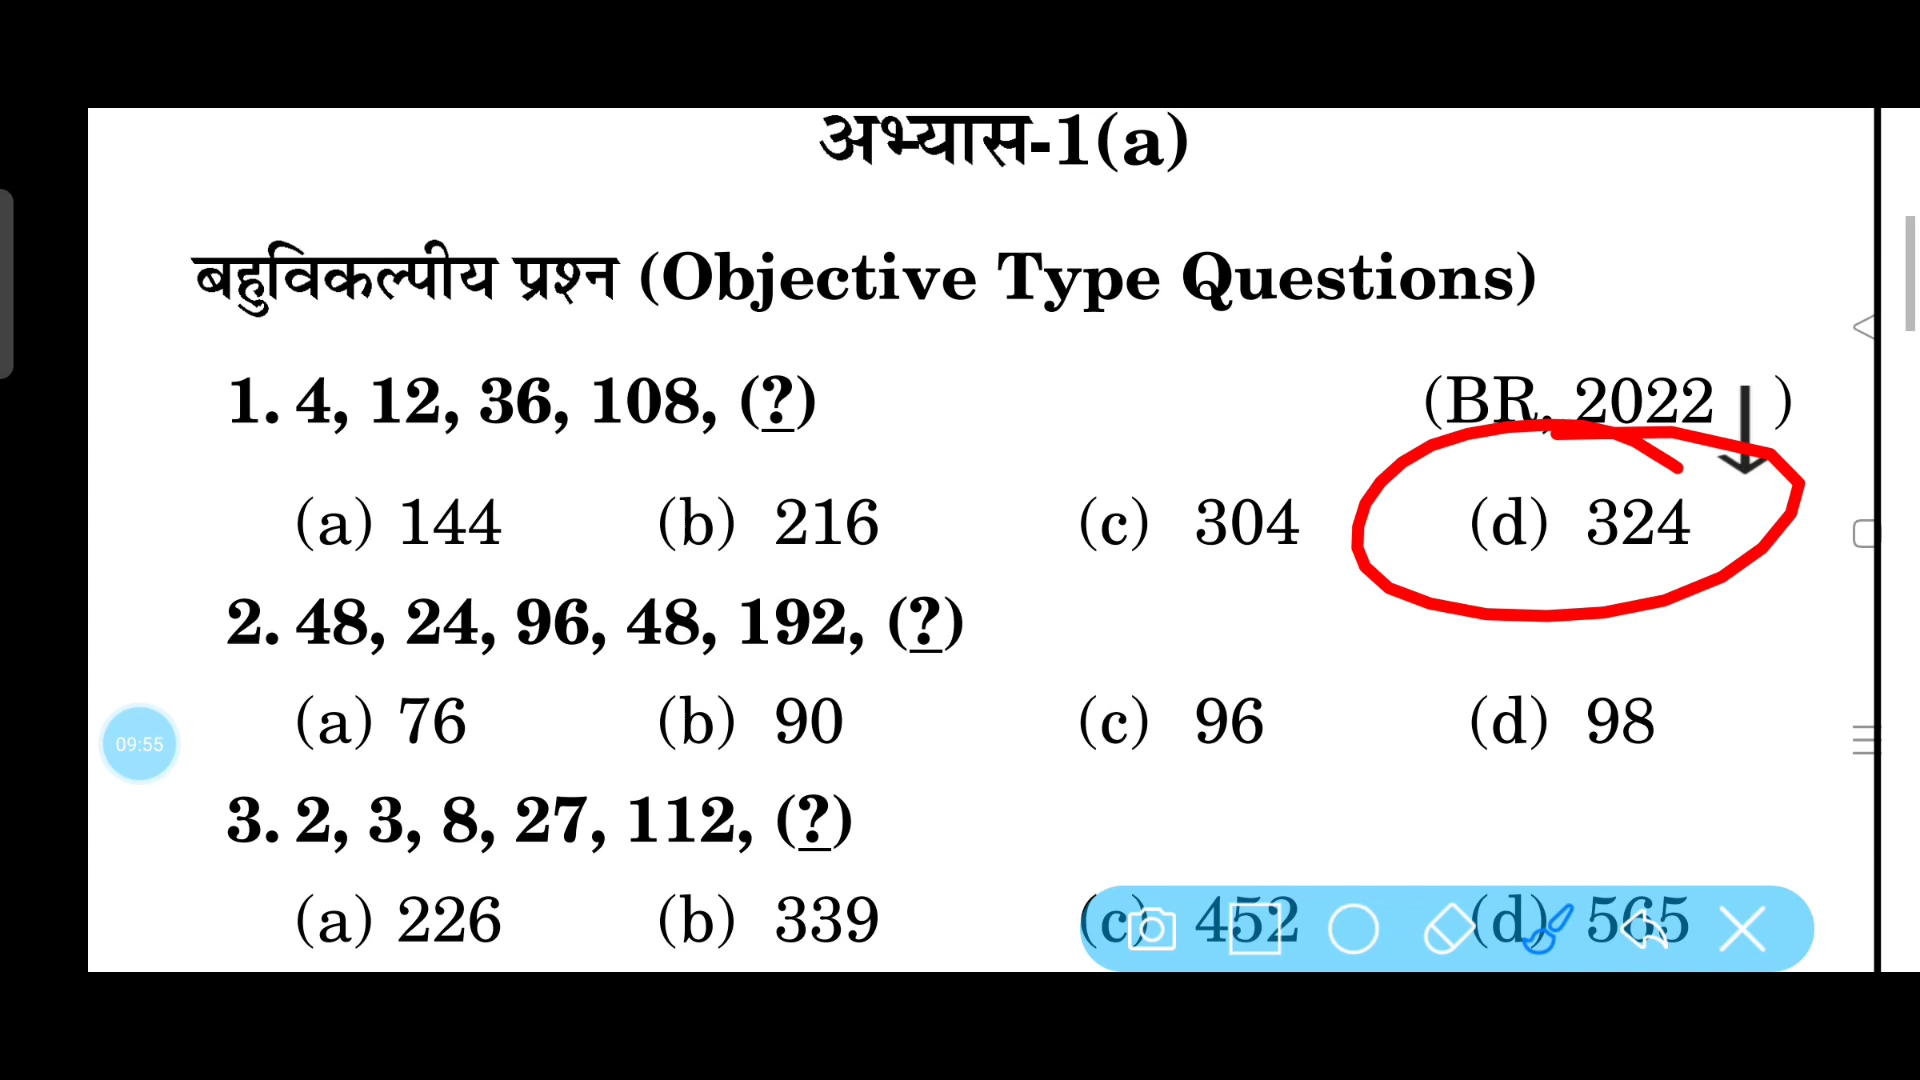 अभ्यास-1(a)
बहुविकल्पीय प्रश्न (Objective Type Questions)
1. 4, 12, 36, 108, (?) (BR, 2022 ↓ )
(a) 144 (b) 216 (c) 304 (d) 324
2. 48, 24, 96, 48, 192, (?)
(a) 76 (b) 90 (c) 96 (d) 98
09:55
3. 2, 3, 8, 27, 112, (?)
(a) 226 (b) 339 (c) 452 (d) 565